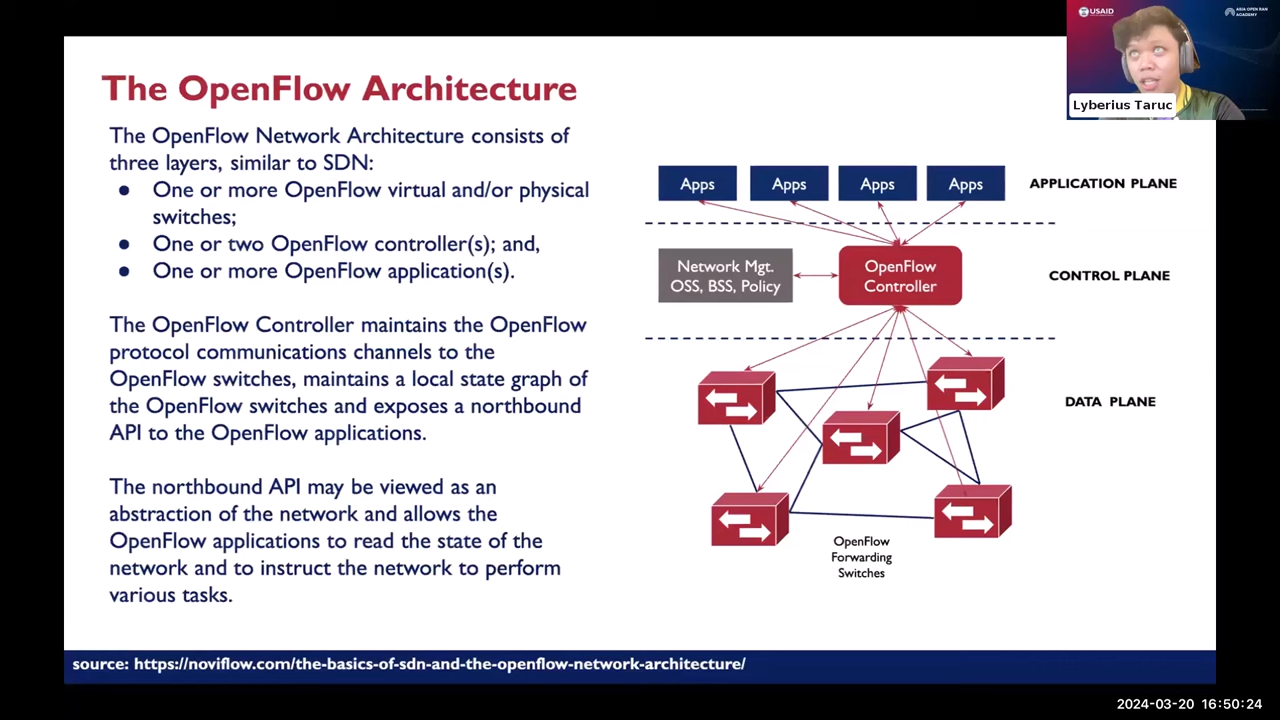 USAID
ASIA OPEN RAN
ACADEMY
Lyberius Taruc
The OpenFlow Architecture
The OpenFlow Network Architecture consists of
three layers, similar to SDN:
● One or more OpenFlow virtual and/or physical
switches;
● One or two OpenFlow controller(s); and,
● One or more OpenFlow application(s).
The OpenFlow Controller maintains the OpenFlow
protocol communications channels to the
OpenFlow switches, maintains a local state graph of
the OpenFlow switches and exposes a northbound
API to the OpenFlow applications.
The northbound API may be viewed as an
abstraction of the network and allows the
OpenFlow applications to read the state of the
network and to instruct the network to perform
various tasks.
Apps
Apps
Apps
Apps
APPLICATION PLANE
Network Mgt.
OSS, BSS, Policy
OpenFlow
Controller
CONTROL PLANE
DATA PLANE
OpenFlow
Forwarding
Switches
source: https://noviflow.com/the-basics-of-sdn-and-the-openflow-network-architecture/
2024-03-20 16:50:24